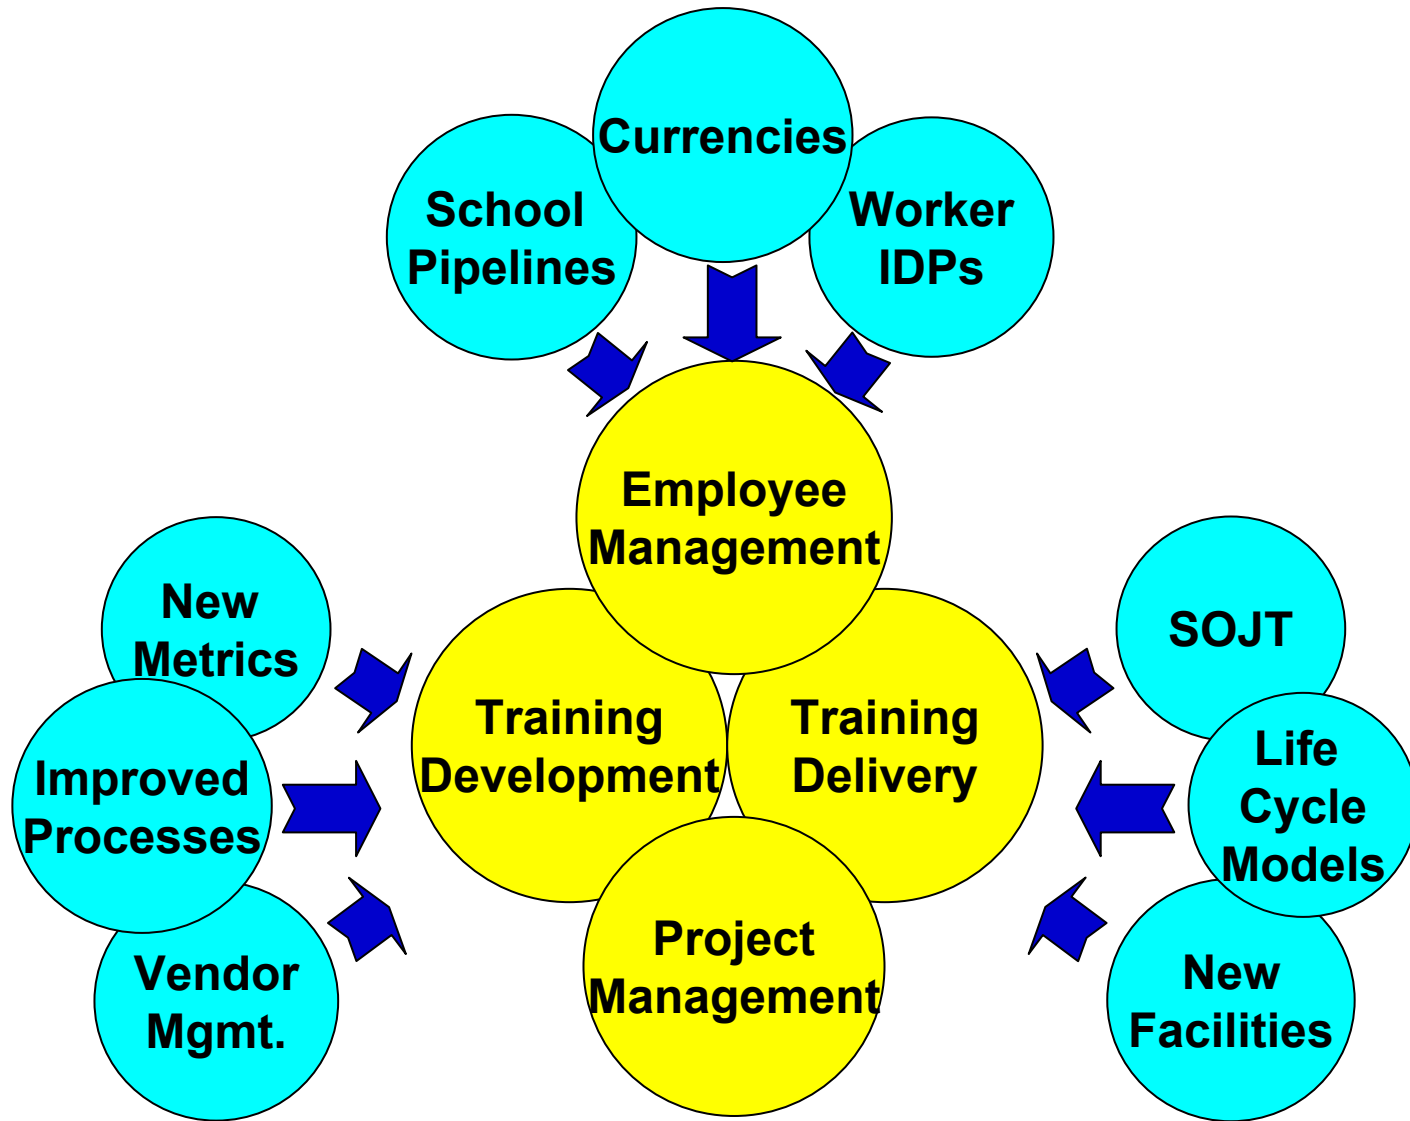 Currencies
School
Pipelines
Worker
IDPs
Employee
Management
New
Metrics
SOJT
Training
Development
Training
Delivery
Improved
Processes
Life
Cycle
Models
Project
Management
Vendor
Mgmt.
New
Facilities